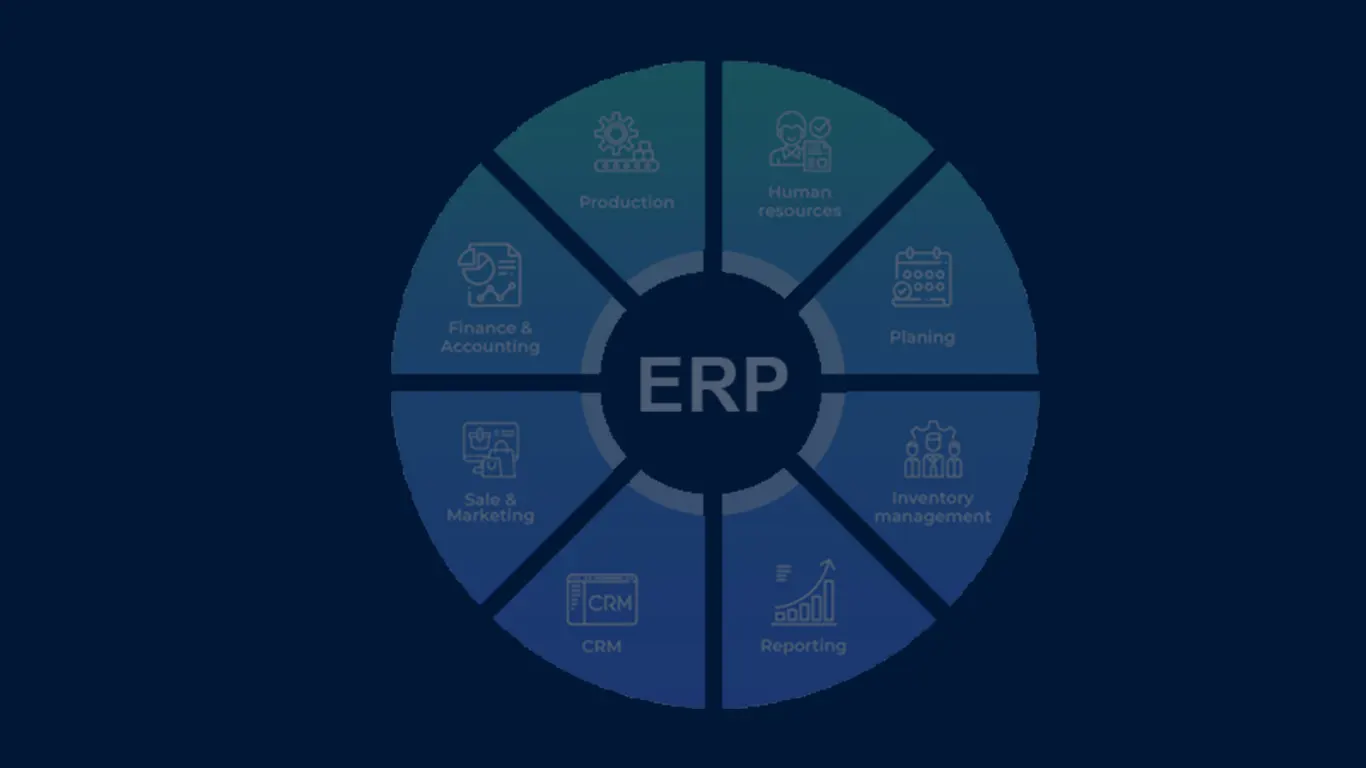 Production
Human
resources
Finance &
Accounting
Planing
ERP
Sale &
Marketing
Inventory
management
CRM
CRM
Reporting